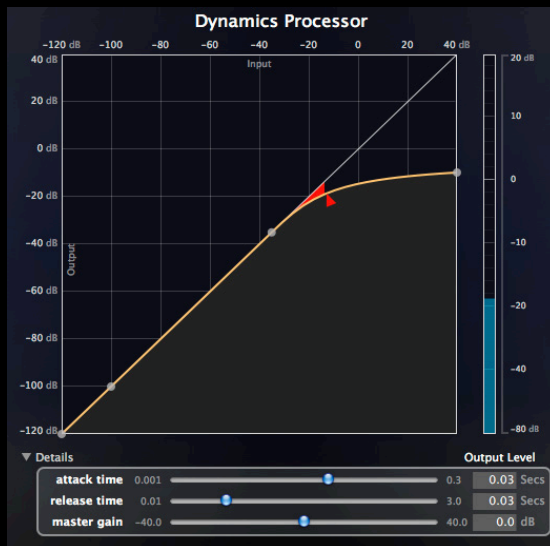 Dynamics Processor
-120 dB -100 -80 -60 -40 -20 0 20 40 dB
Input
40 dB
20 dB
0 dB
-20 dB
-40 dB
-60 dB
-80 dB
-100 dB
-120 dB
Output
20 dB
10
0
-10
-20
-40
-80 dB
Details
Output Level
attack time 0.001 0.3 0.03 Secs
release time 0.01 3.0 0.03 Secs
master gain -40.0 40.0 0.0 dB